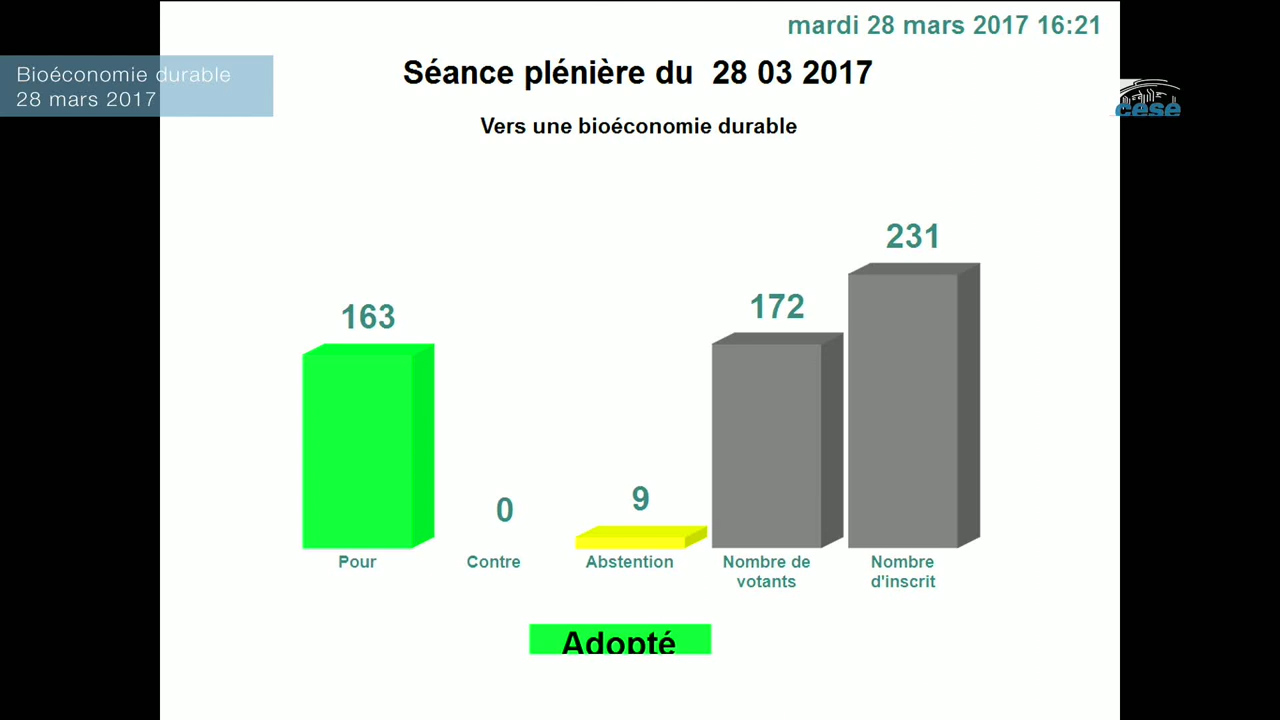 mardi 28 mars 2017 16:21
Bioéconomie durable
28 mars 2017
Séance plénière du 28 03 2017
Vers une bioéconomie durable
cese
231
172
163
9
0
Pour
Contre
Abstention
Nombre de votants
Nombre d'inscrit
Adopté